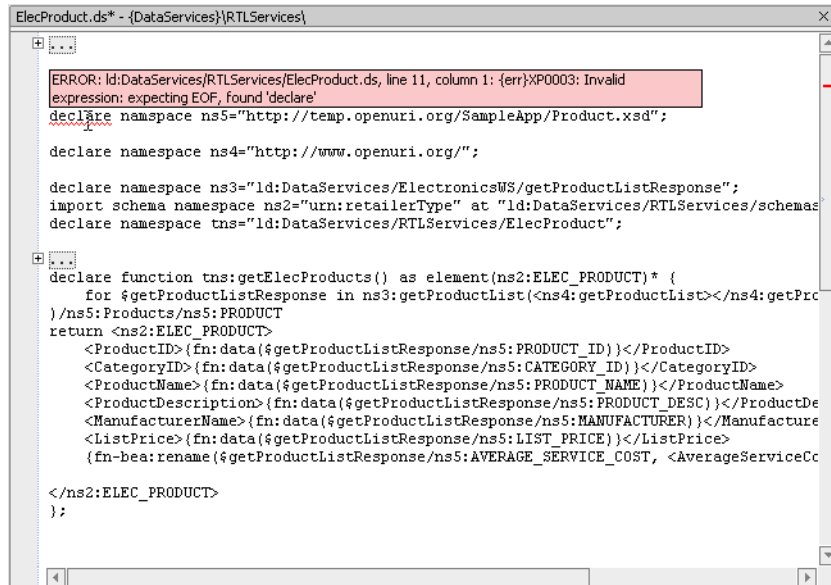 ElecProduct.ds* - {DataServices}\RTLServices\
...
ERROR: ld:DataServices/RTLServices/ElecProduct.ds, line 11, column 1: {err}XP0003: Invalid
expression: expecting EOF, found 'declare'
declare namspace ns5="http://temp.openuri.org/SampleApp/Product.xsd";
declare namespace ns4="http://www.openuri.org/";
declare namespace ns3="ld:DataServices/ElectronicsWS/getProductListResponse";
import schema namespace ns2="urn:retailerType" at "ld:DataServices/RTLServices/schemas
declare namespace tns="ld:DataServices/RTLServices/ElecProduct";
...
declare function tns:getElecProducts() as element(ns2:ELEC_PRODUCT)* {
for $getProductListResponse in ns3:getProductList(<ns4:getProductList></ns4:getPro
)/ns5:Products/ns5:PRODUCT
return <ns2:ELEC_PRODUCT>
<ProductID>{fn:data($getProductListResponse/ns5:PRODUCT_ID)}</ProductID>
<CategoryID>{fn:data($getProductListResponse/ns5:CATEGORY_ID)}</CategoryID>
<ProductName>{fn:data($getProductListResponse/ns5:PRODUCT_NAME)}</ProductName>
<ProductDescription>{fn:data($getProductListResponse/ns5:PRODUCT_DESC)}</ProductDe
<ManufacturerName>{fn:data($getProductListResponse/ns5:MANUFACTURER)}</Manufacture
<ListPrice>{fn:data($getProductListResponse/ns5:LIST_PRICE)}</ListPrice>
{fn-bea:rename($getProductListResponse/ns5:AVERAGE_SERVICE_COST, <AverageServiceCo
</ns2:ELEC_PRODUCT>
};